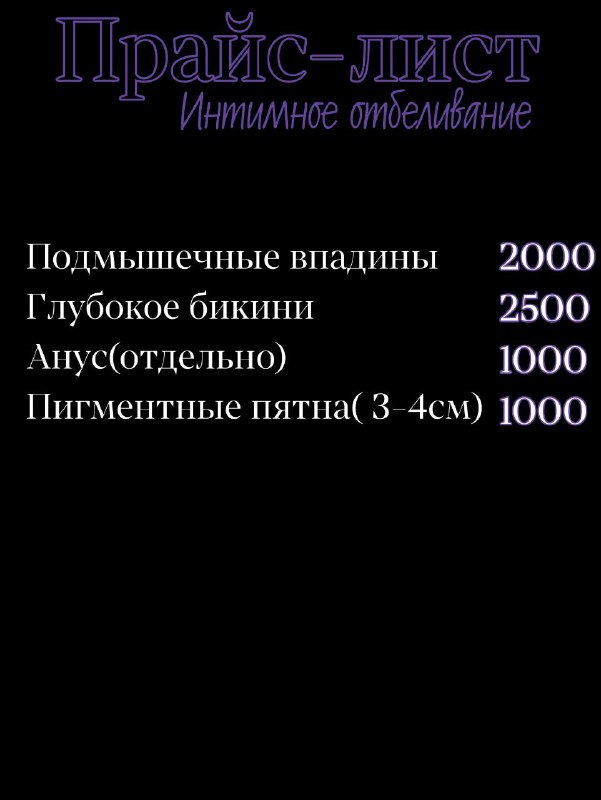 Прайс-лист
Интимное отбеливание
Подмышечные впадины 2000
Глубокое бикини 2500
Анус(отдельно) 1000
Пигментные пятна( 3-4см) 1000